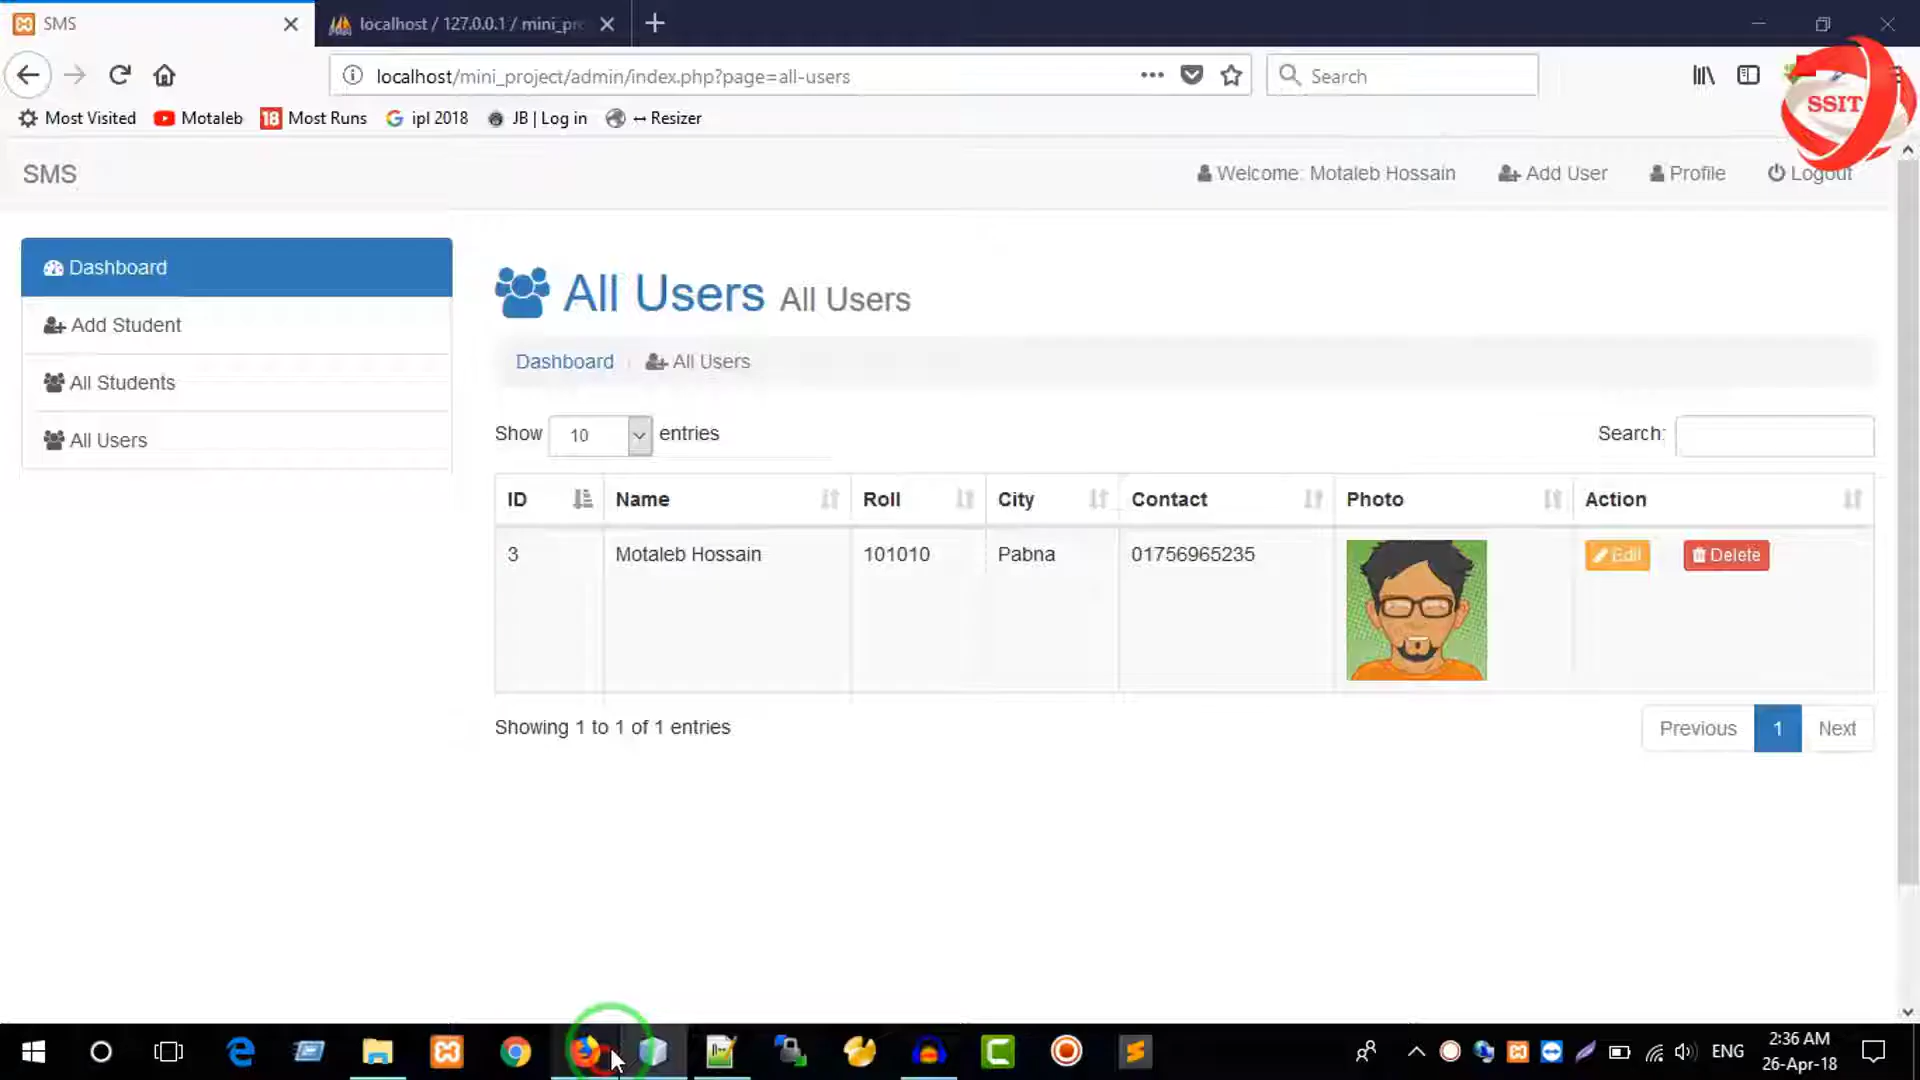 SMS
localhost / 127.0.0.1 / mini_pr
localhost/mini_project/admin/index.php?page=all-users
Search
Most Visited
Motaleb
18 Most Runs
ipl 2018
JB | Log in
↔ Resizer
SSIT
SMS
Welcome: Motaleb Hossain
Add User
Profile
Logout
Dashboard
Add Student
All Students
All Users
All Users All Users
Dashboard / All Users
Show 10 entries
Search:
ID Name Roll City Contact Photo Action
3 Motaleb Hossain 101010 Pabna 01756965235 Edit Delete
Showing 1 to 1 of 1 entries
Previous 1 Next
ENG
2:36 AM
26-Apr-18